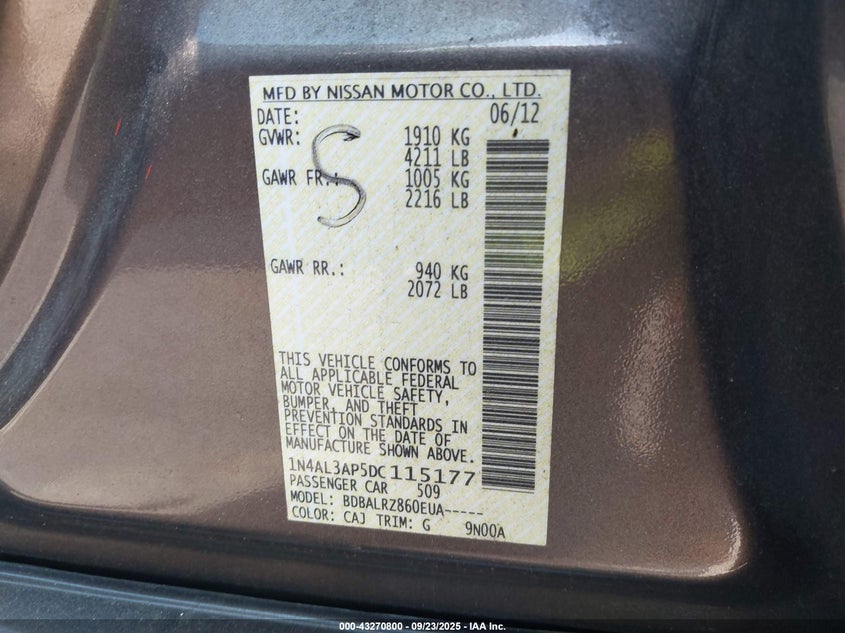 MFD BY NISSAN MOTOR CO., LTD.
DATE: 06/12
GVWR: 1910 KG
4211 LB
GAWR FR.: 1005 KG
2216 LB
S
GAWR RR.: 940 KG
2072 LB
THIS VEHICLE CONFORMS TO
ALL APPLICABLE FEDERAL
MOTOR VEHICLE SAFETY,
BUMPER, AND THEFT
PREVENTION STANDARDS IN
EFFECT ON THE DATE OF
MANUFACTURE SHOWN ABOVE.
1N4AL3AP5DC115177
PASSENGER CAR 509
MODEL: BDBALRZ860EUA-----
COLOR: CAJ TRIM: G 9N00A
000-43270800 - 09/23/2025 - IAA Inc.